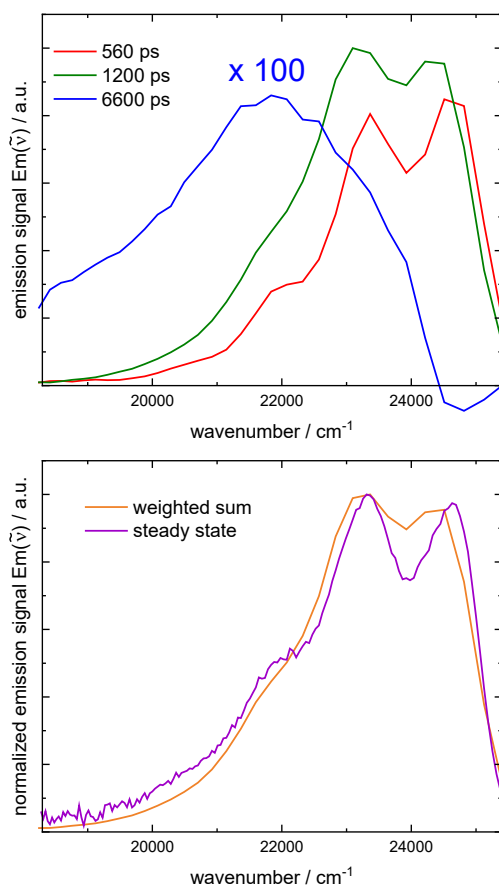 560 ps
1200 ps
6600 ps
x 100
emission signal Em(ν̃) / a.u.
20000 22000 24000
wavenumber / cm⁻¹
weighted sum
steady state
normalized emission signal Em(ν̃) / a.u.
20000 22000 24000
wavenumber / cm⁻¹